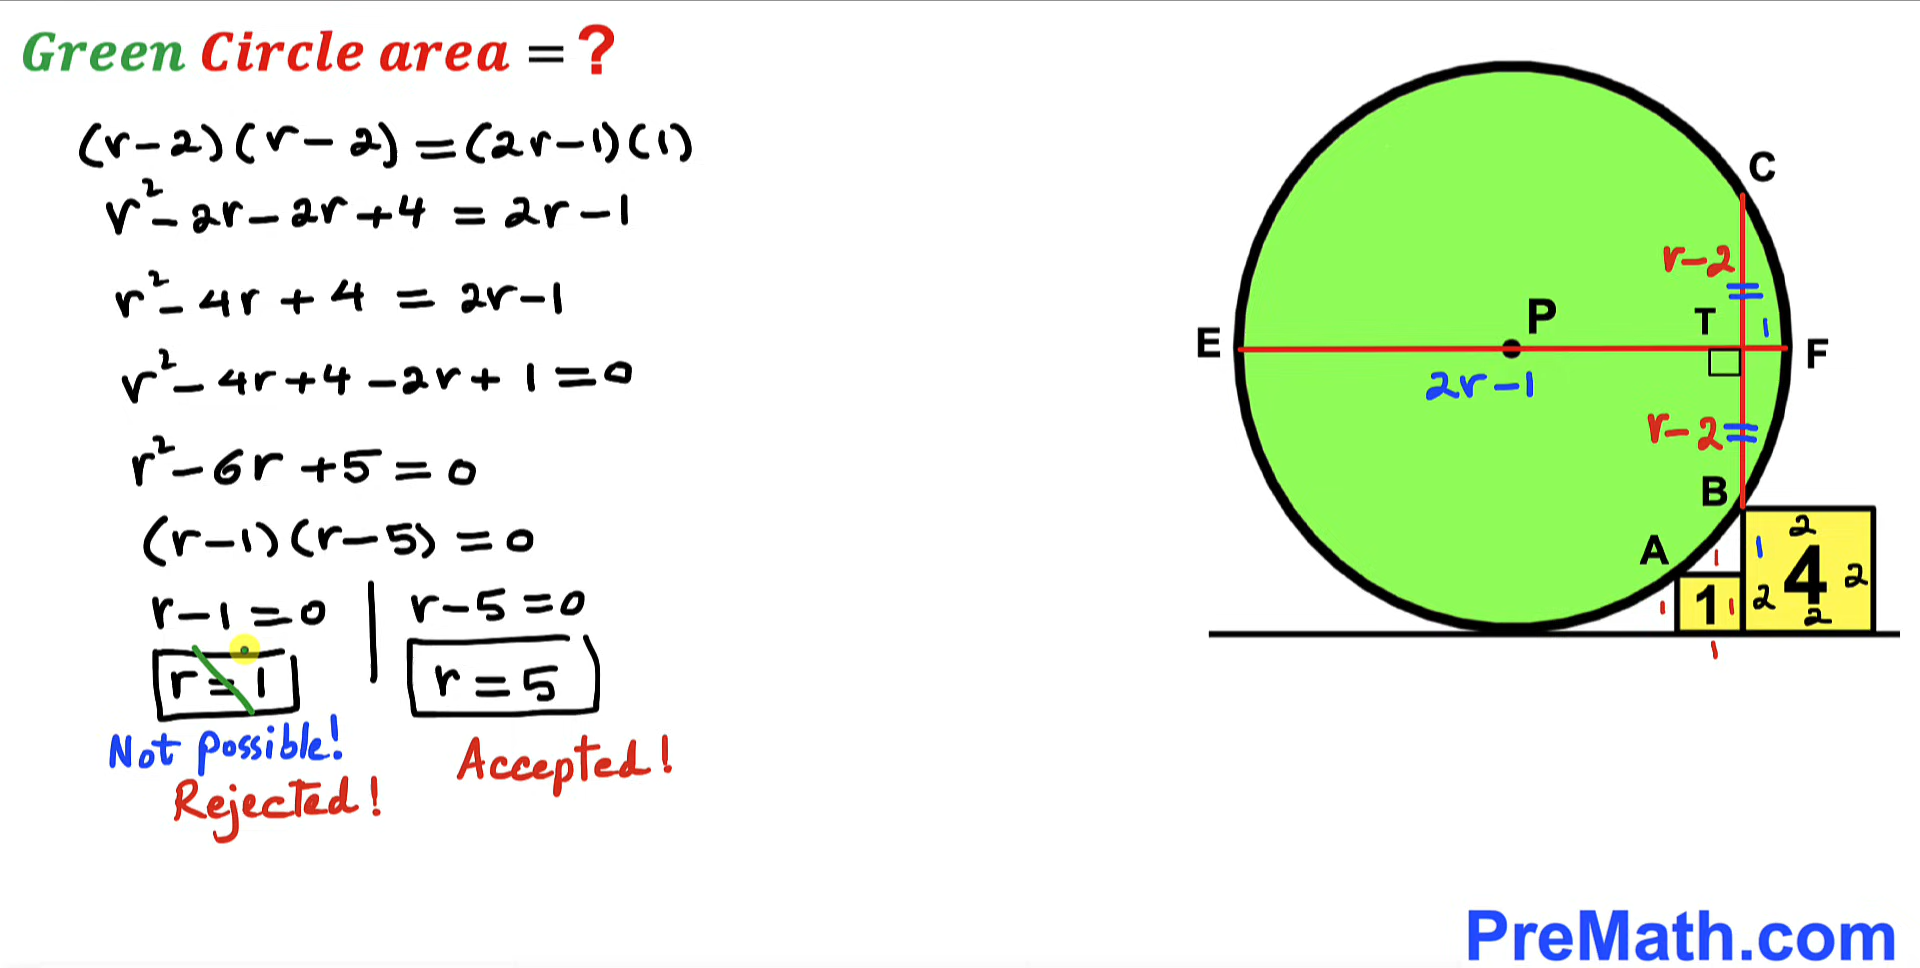 Green Circle area = ?
(r-2)(r-2)=(2r-1)(1)
r²-2r-2r+4 = 2r-1
r²-4r+4 = 2r-1
r²-4r+4-2r+1=0
r²-6r+5=0
(r-1)(r-5)=0
r-1=0 | r-5=0
r=1
r=5
Not possible!
Rejected!
Accepted!
C
r-2
P
T
1
E
F
2r-1
r-2
B
A
1
1
1
1
1
1
2
4
2
2
2
PreMath.com